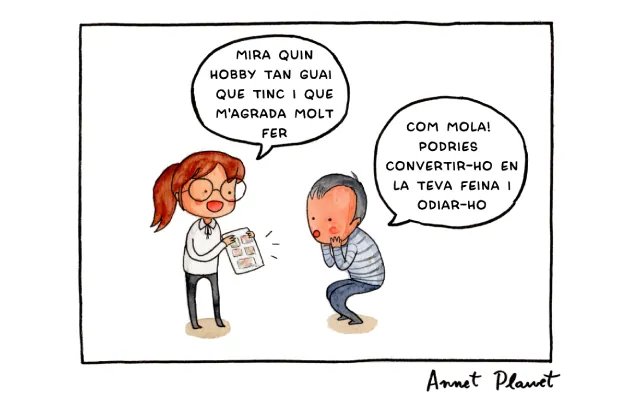 MIRA QUIN
HOBBY TAN GUAI
QUE TINC I QUE
M'AGRADA MOLT
FER
COM MOLA!
PODRIES
CONVERTIR-HO EN
LA TEVA FEINA I
ODIAR-HO
Annet Planet